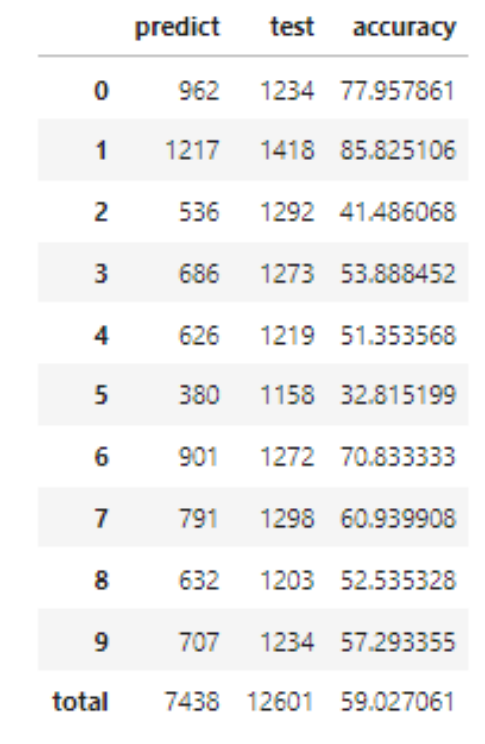 predict test accuracy
0 962 1234 77.957861
1 1217 1418 85.825106
2 536 1292 41.486068
3 686 1273 53.888452
4 626 1219 51.353568
5 380 1158 32.815199
6 901 1272 70.833333
7 791 1298 60.939908
8 632 1203 52.535328
9 707 1234 57.293355
total 7438 12601 59.027061